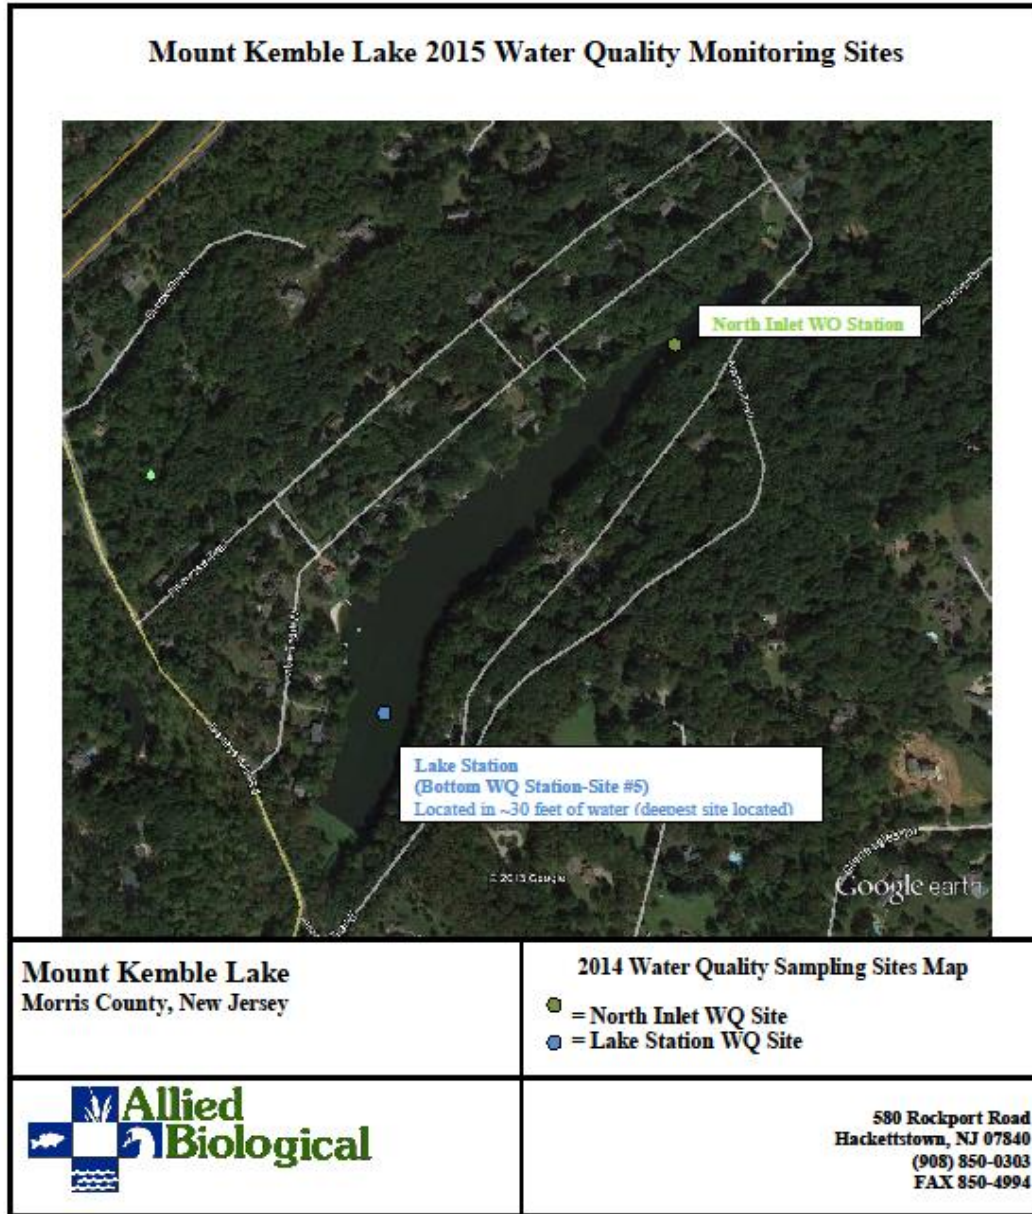 Mount Kemble Lake 2015 Water Quality Monitoring Sites
North Inlet WO Station
Lake Station
(Bottom WQ Station-Site #5)
Located in ~30 feet of water (deepest site located)
© 2013 Google
Google earth
Mount Kemble Lake
Morris County, New Jersey
2014 Water Quality Sampling Sites Map
= North Inlet WQ Site
= Lake Station WQ Site
Allied
Biological
580 Rockport Road
Hackettstown, NJ 07840
(908) 850-0303
FAX 850-4994